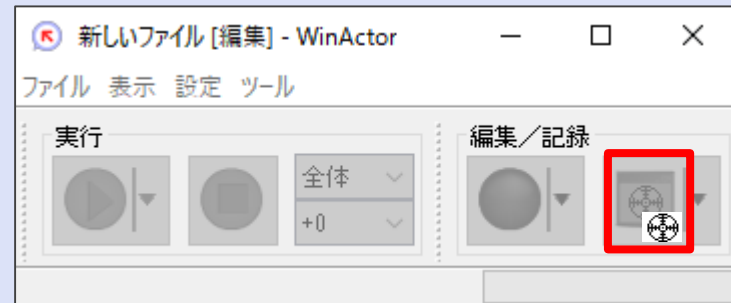 新しいファイル [編集] - WinActor
ファイル 表示 設定 ツール
実行
編集／記録
全体
+0